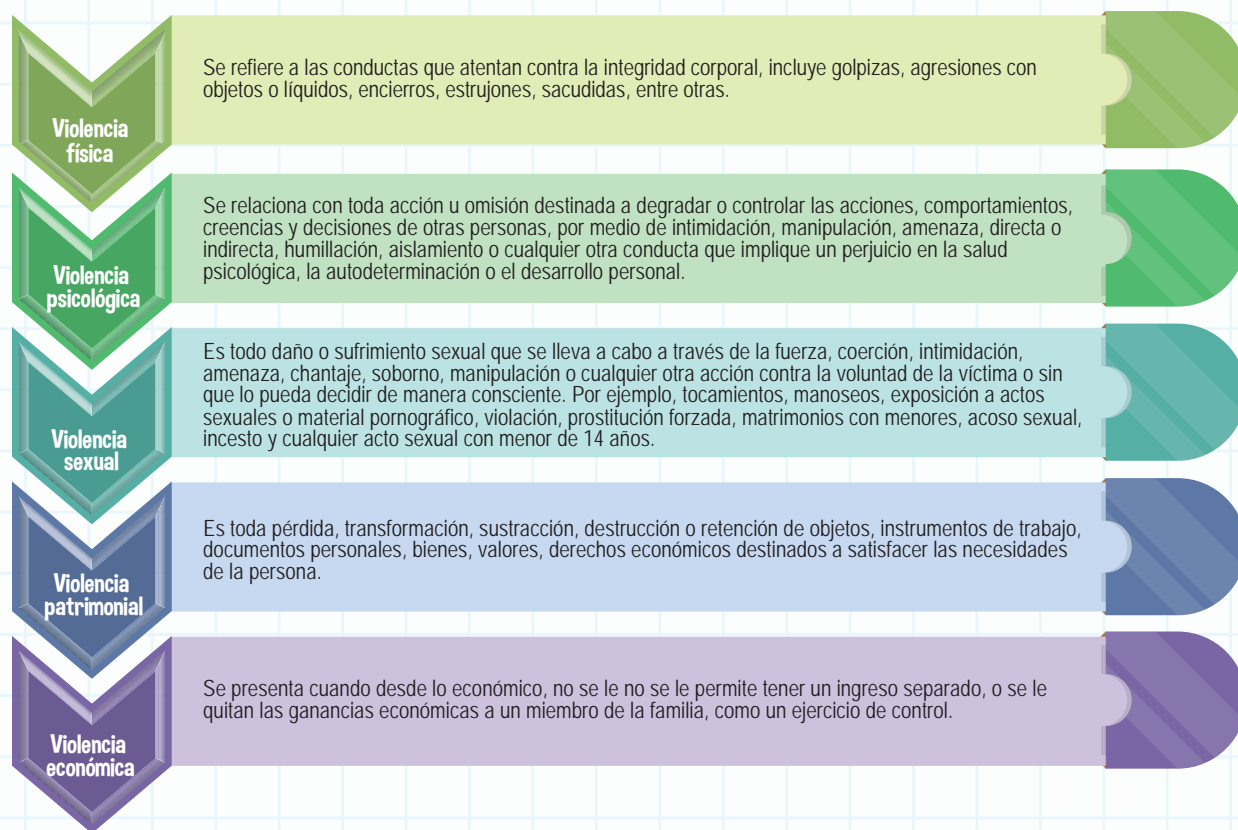 Violencia
física
Se refiere a las conductas que atentan contra la integridad corporal, incluye golpizas, agresiones con
objetos o líquidos, encierros, estrujones, sacudidas, entre otras.
Violencia
psicológica
Se relaciona con toda acción u omisión destinada a degradar o controlar las acciones, comportamientos,
creencias y decisiones de otras personas, por medio de intimidación, manipulación, amenaza, directa o
indirecta, humillación, aislamiento o cualquier otra conducta que implique un perjuicio en la salud
psicológica, la autodeterminación o el desarrollo personal.
Violencia
sexual
Es todo daño o sufrimiento sexual que se lleva a cabo a través de la fuerza, coerción, intimidación,
amenaza, chantaje, soborno, manipulación o cualquier otra acción contra la voluntad de la víctima o sin
que lo pueda decidir de manera consciente. Por ejemplo, tocamientos, manoseos, exposición a actos
sexuales o material pornográfico, violación, prostitución forzada, matrimonios con menores, acoso sexual,
incesto y cualquier acto sexual con menor de 14 años.
Violencia
patrimonial
Es toda pérdida, transformación, sustracción, destrucción o retención de objetos, instrumentos de trabajo,
documentos personales, bienes, valores, derechos económicos destinados a satisfacer las necesidades
de la persona.
Violencia
económica
Se presenta cuando desde lo económico, no se le no se le permite tener un ingreso separado, o se le
quitan las ganancias económicas a un miembro de la familia, como un ejercicio de control.